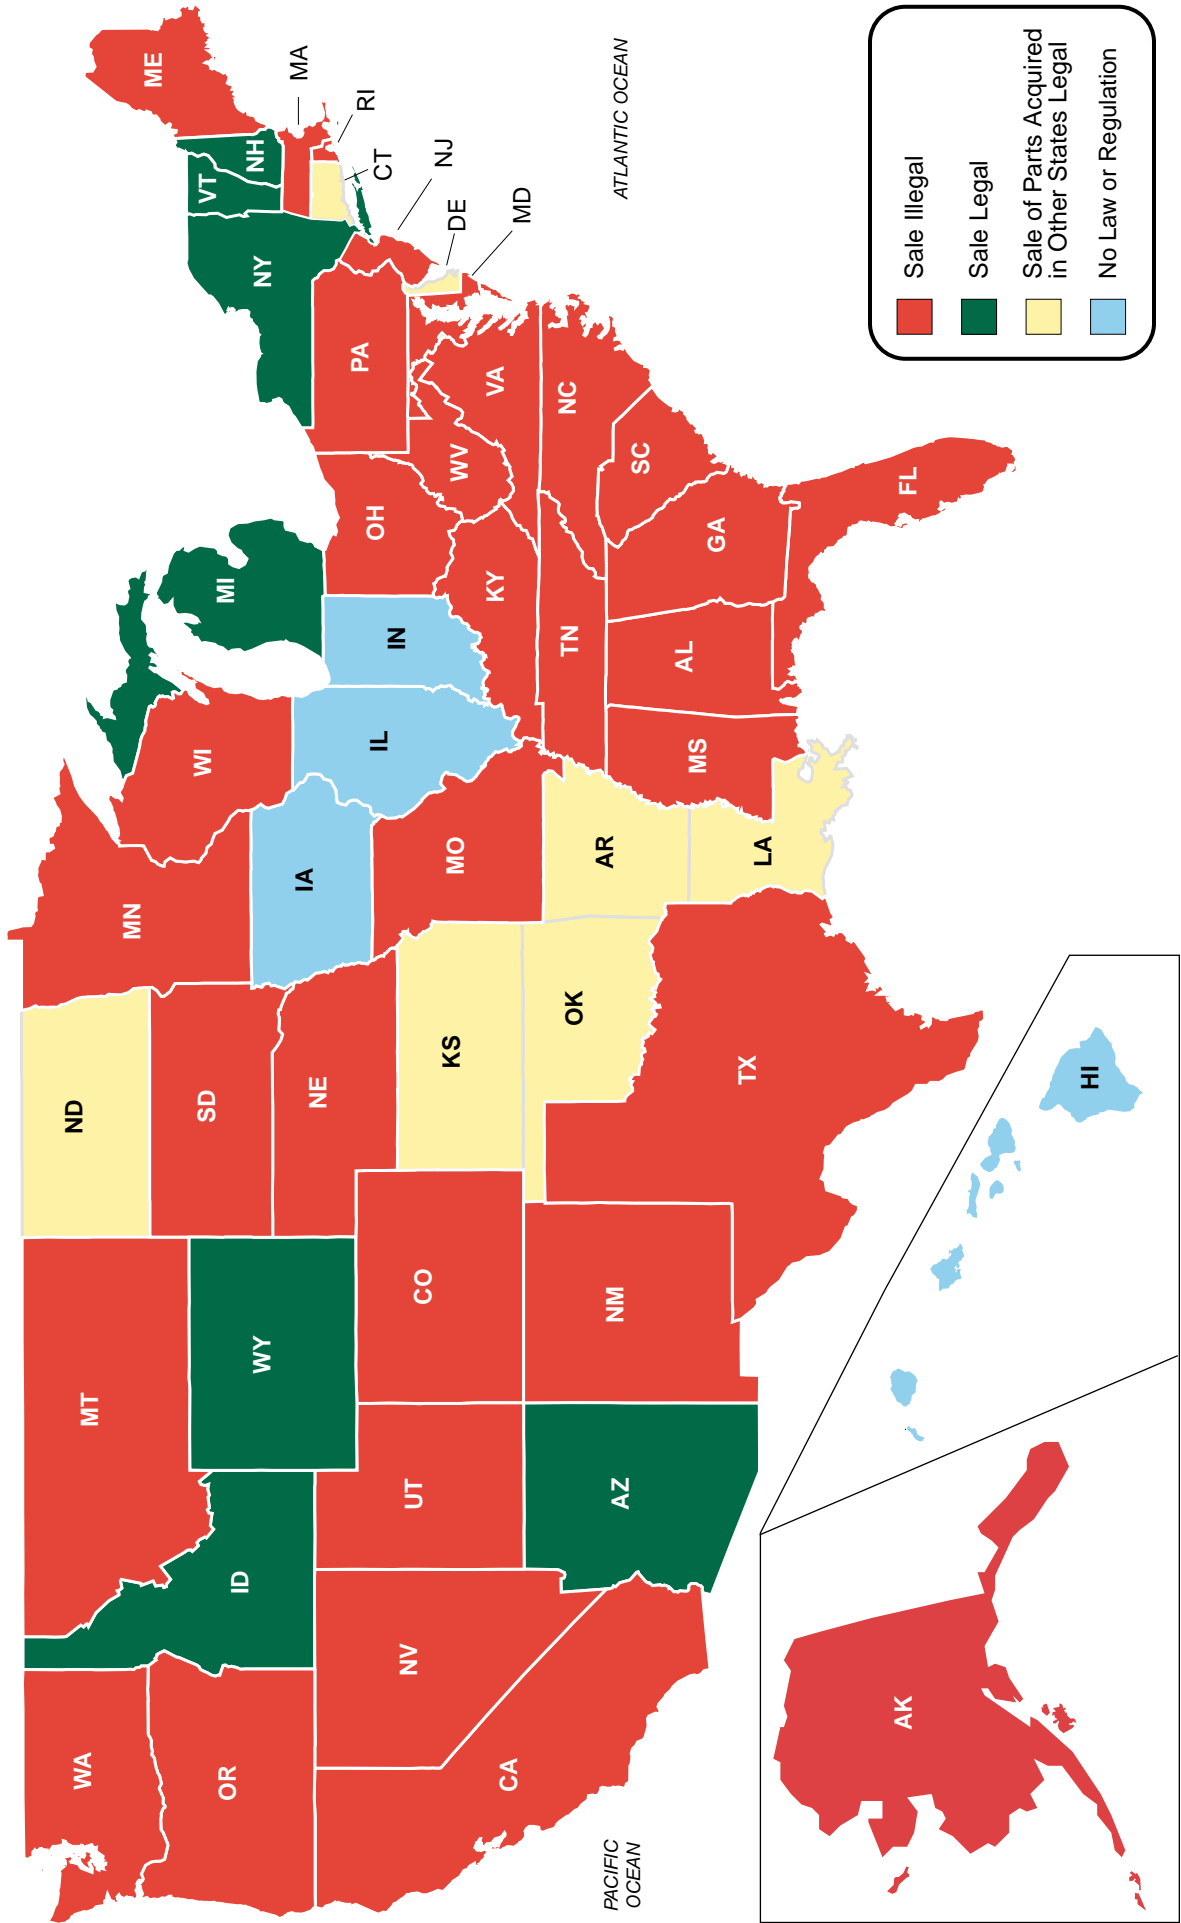 WA
MT
ND
MN
ME
VT
NH
MA
RI
CT
NY
NJ
DE
MD
OR
ID
WY
SD
WI
MI
PA
NE
IA
IL
IN
OH
NV
UT
CO
KS
MO
KY
WV
VA
CA
AZ
NM
OK
AR
TN
NC
SC
TX
LA
MS
AL
GA
FL
AK
HI
PACIFIC
OCEAN
ATLANTIC OCEAN
Sale Illegal
Sale Legal
Sale of Parts Acquired
in Other States Legal
No Law or Regulation